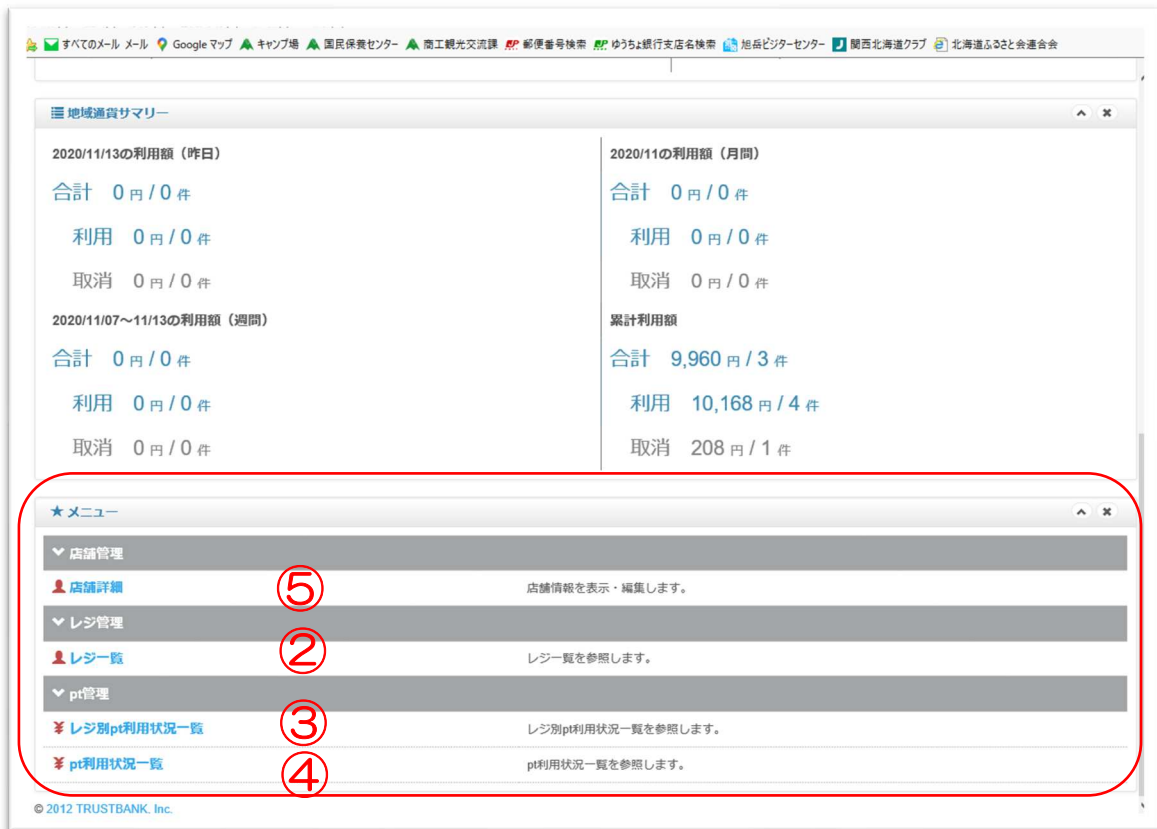 すべてのメール メール Google マップ キャンプ場 国民保養センター 商工観光交流課 郵便番号検索 ゆうちょ銀行支店名検索 旭岳ビジターセンター 関西北海道クラブ 北海道ふるさと会連合会
地域通貨サマリー
2020/11/13の利用額（昨日）
合計 0 円 / 0 件
利用 0 円 / 0 件
取消 0 円 / 0 件
2020/11の利用額（月間）
合計 0 円 / 0 件
利用 0 円 / 0 件
取消 0 円 / 0 件
2020/11/07～11/13の利用額（週間）
合計 0 円 / 0 件
利用 0 円 / 0 件
取消 0 円 / 0 件
累計利用額
合計 9,960 円 / 3 件
利用 10,168 円 / 4 件
取消 208 円 / 1 件
★ メニュー
店舗管理
店舗詳細 ⑤ 店舗情報を表示・編集します。
レジ管理
レジ一覧 ② レジ一覧を参照します。
pt管理
¥ レジ別pt利用状況一覧 ③ レジ別pt利用状況一覧を参照します。
¥ pt利用状況一覧 ④ pt利用状況一覧を参照します。
© 2012 TRUSTBANK, Inc.